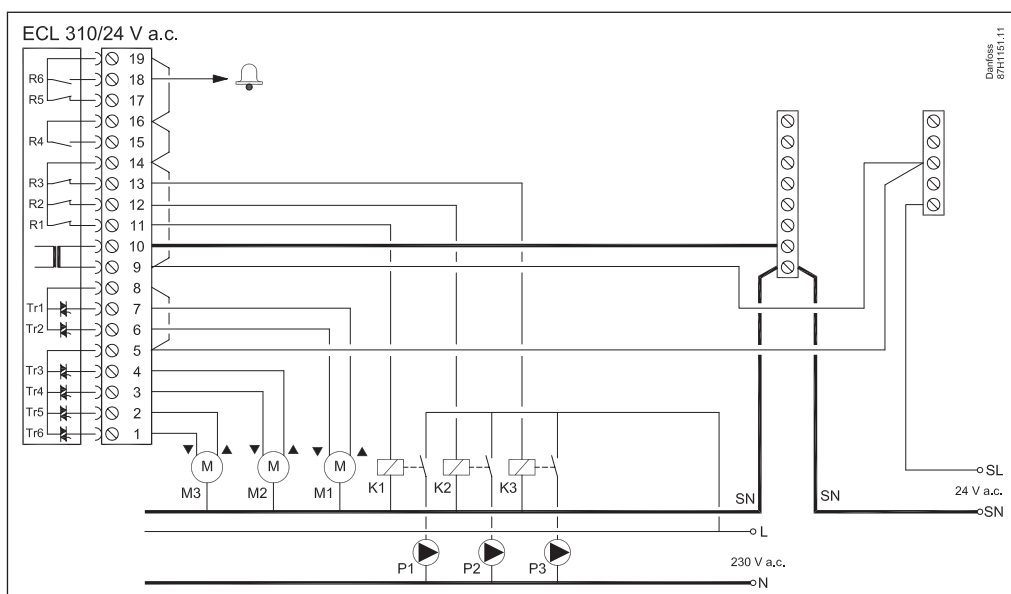 ECL 310/24 V a.c.
Danfoss
87H1151.11
19
R6 18
R5 17
16
R4 15
14
R3 13
R2 12
R1 11
10
9
8
Tr1 7
Tr2 6
5
Tr3 4
Tr4 3
Tr5 2
Tr6 1
M M M
M3 M2 M1 K1 K2 K3
SL
24 V a.c.
SN SN SN
L
P1 P2 P3
230 V a.c.
N